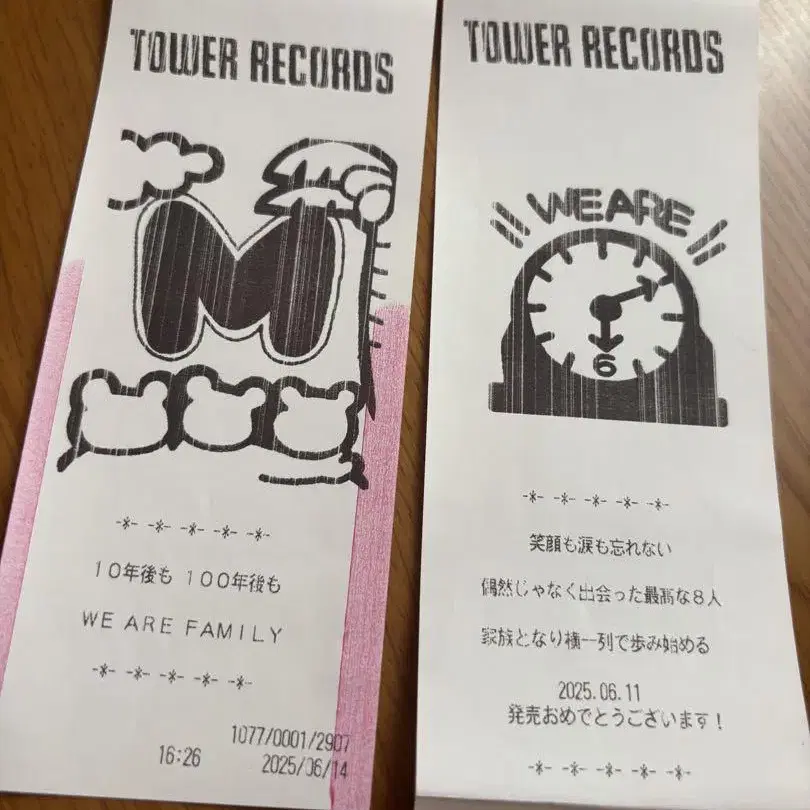 TOWER RECORDS
M
-*- -*- -*- -*- -*-
10年後も 100年後も
WE ARE FAMILY
-*- -*- -*- -*- -*-
1077/0001/2907
16:26 2025/06/14
TOWER RECORDS
WE ARE
6
-*- -*- -*- -*- -*-
笑顔も涙も忘れない
偶然じゃなく出会った最高な8人
家族となり横一列で歩み始める
2025.06.11
発売おめでとうございます!
-*- -*- -*- -*- -*-